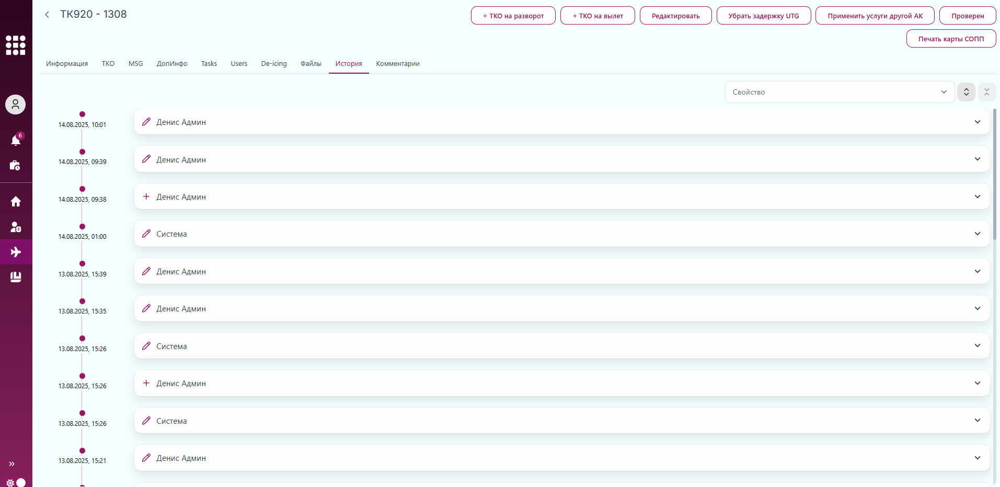 ТК920 - 1308
+ ТКО на разворот
+ ТКО на вылет
Редактировать
Убрать задержку UTG
Применить услуги другой АК
Проверен
Печать карты СОПП
Информация
ТКО
MSG
ДопИнфо
Tasks
Users
De-icing
Файлы
История
Комментарии
Свойство
6
14.08.2025, 10:01
Денис Админ
14.08.2025, 09:39
Денис Админ
14.08.2025, 09:38
Денис Админ
14.08.2025, 01:00
Система
13.08.2025, 15:39
Денис Админ
13.08.2025, 15:35
Денис Админ
13.08.2025, 15:26
Система
13.08.2025, 15:26
Денис Админ
13.08.2025, 15:26
Система
13.08.2025, 15:21
Денис Админ